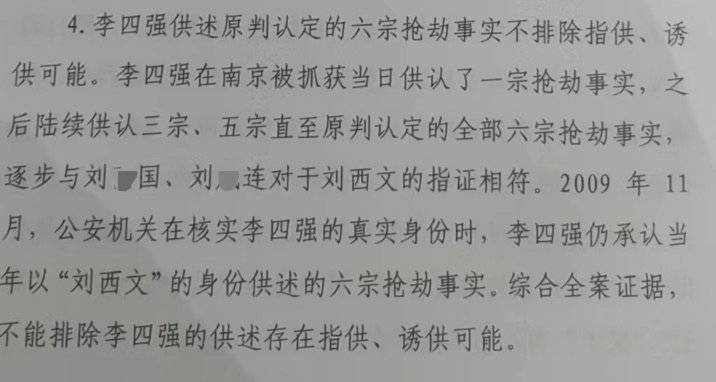 4. 李四强供述原判认定的六宗抢劫事实不排除指供、诱
供可能。李四强在南京被抓获当日供认了一宗抢劫事实，之
后陆续供认三宗、五宗直至原判认定的全部六宗抢劫事实，
逐步与刘国、刘连对于刘西文的指证相符。2009 年 11
月，公安机关在核实李四强的真实身份时，李四强仍承认当
年以“刘西文”的身份供述的六宗抢劫事实。综合全案证据，
不能排除李四强的供述存在指供、诱供可能。